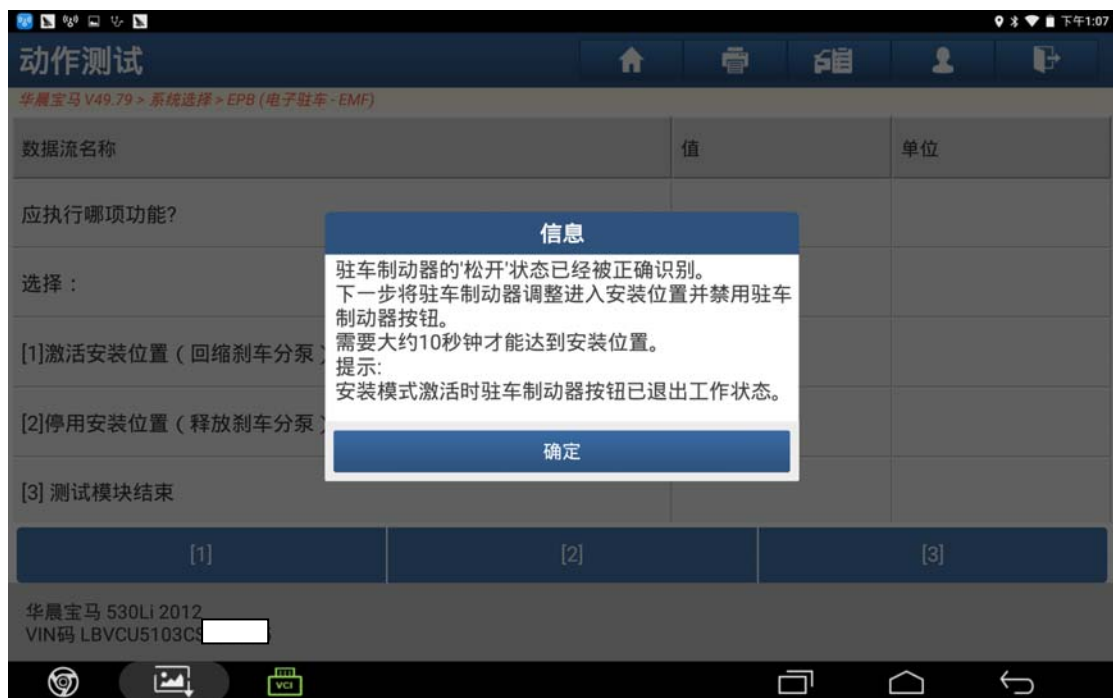 下午1:07
动作测试
华晨宝马 V49.79 > 系统选择 > EPB (电子驻车 - EMF)
数据流名称 值 单位
应执行哪项功能?
选择：
[1]激活安装位置（回缩刹车分泵）
[2]停用安装位置（释放刹车分泵）
[3] 测试模块结束
信息
驻车制动器的'松开'状态已经被正确识别。
下一步将驻车制动器调整进入安装位置并禁用驻车
制动器按钮。
需要大约10秒钟才能达到安装位置。
提示:
安装模式激活时驻车制动器按钮已退出工作状态。
确定
[1] [2] [3]
华晨宝马 530Li 2012
VIN码 LBVCU5103C
VCI